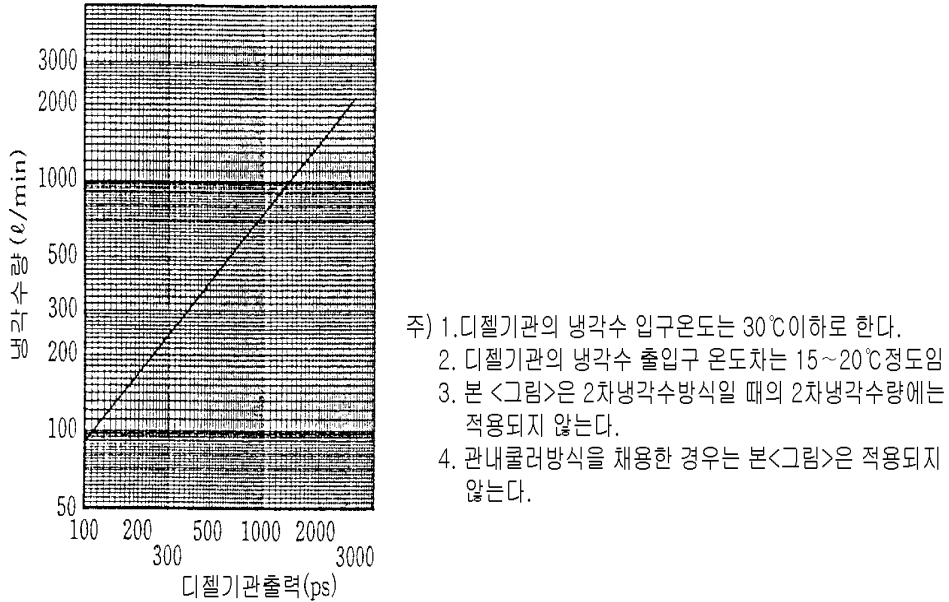 3000
2000
1000
500
300
200
100
50
냉각수량(ℓ/min)
100 200 500 1000 2000
300 3000
디젤기관출력(ps)
주) 1.디젤기관의 냉각수 입구온도는 30℃이하로 한다.
2. 디젤기관의 냉각수 출입구 온도차는 15~20℃정도임
3. 본 <그림>은 2차냉각수방식일 때의 2차냉각수량에는
적용되지 않는다.
4. 관내쿨러방식을 채용한 경우는 본<그림>은 적용되지
않는다.